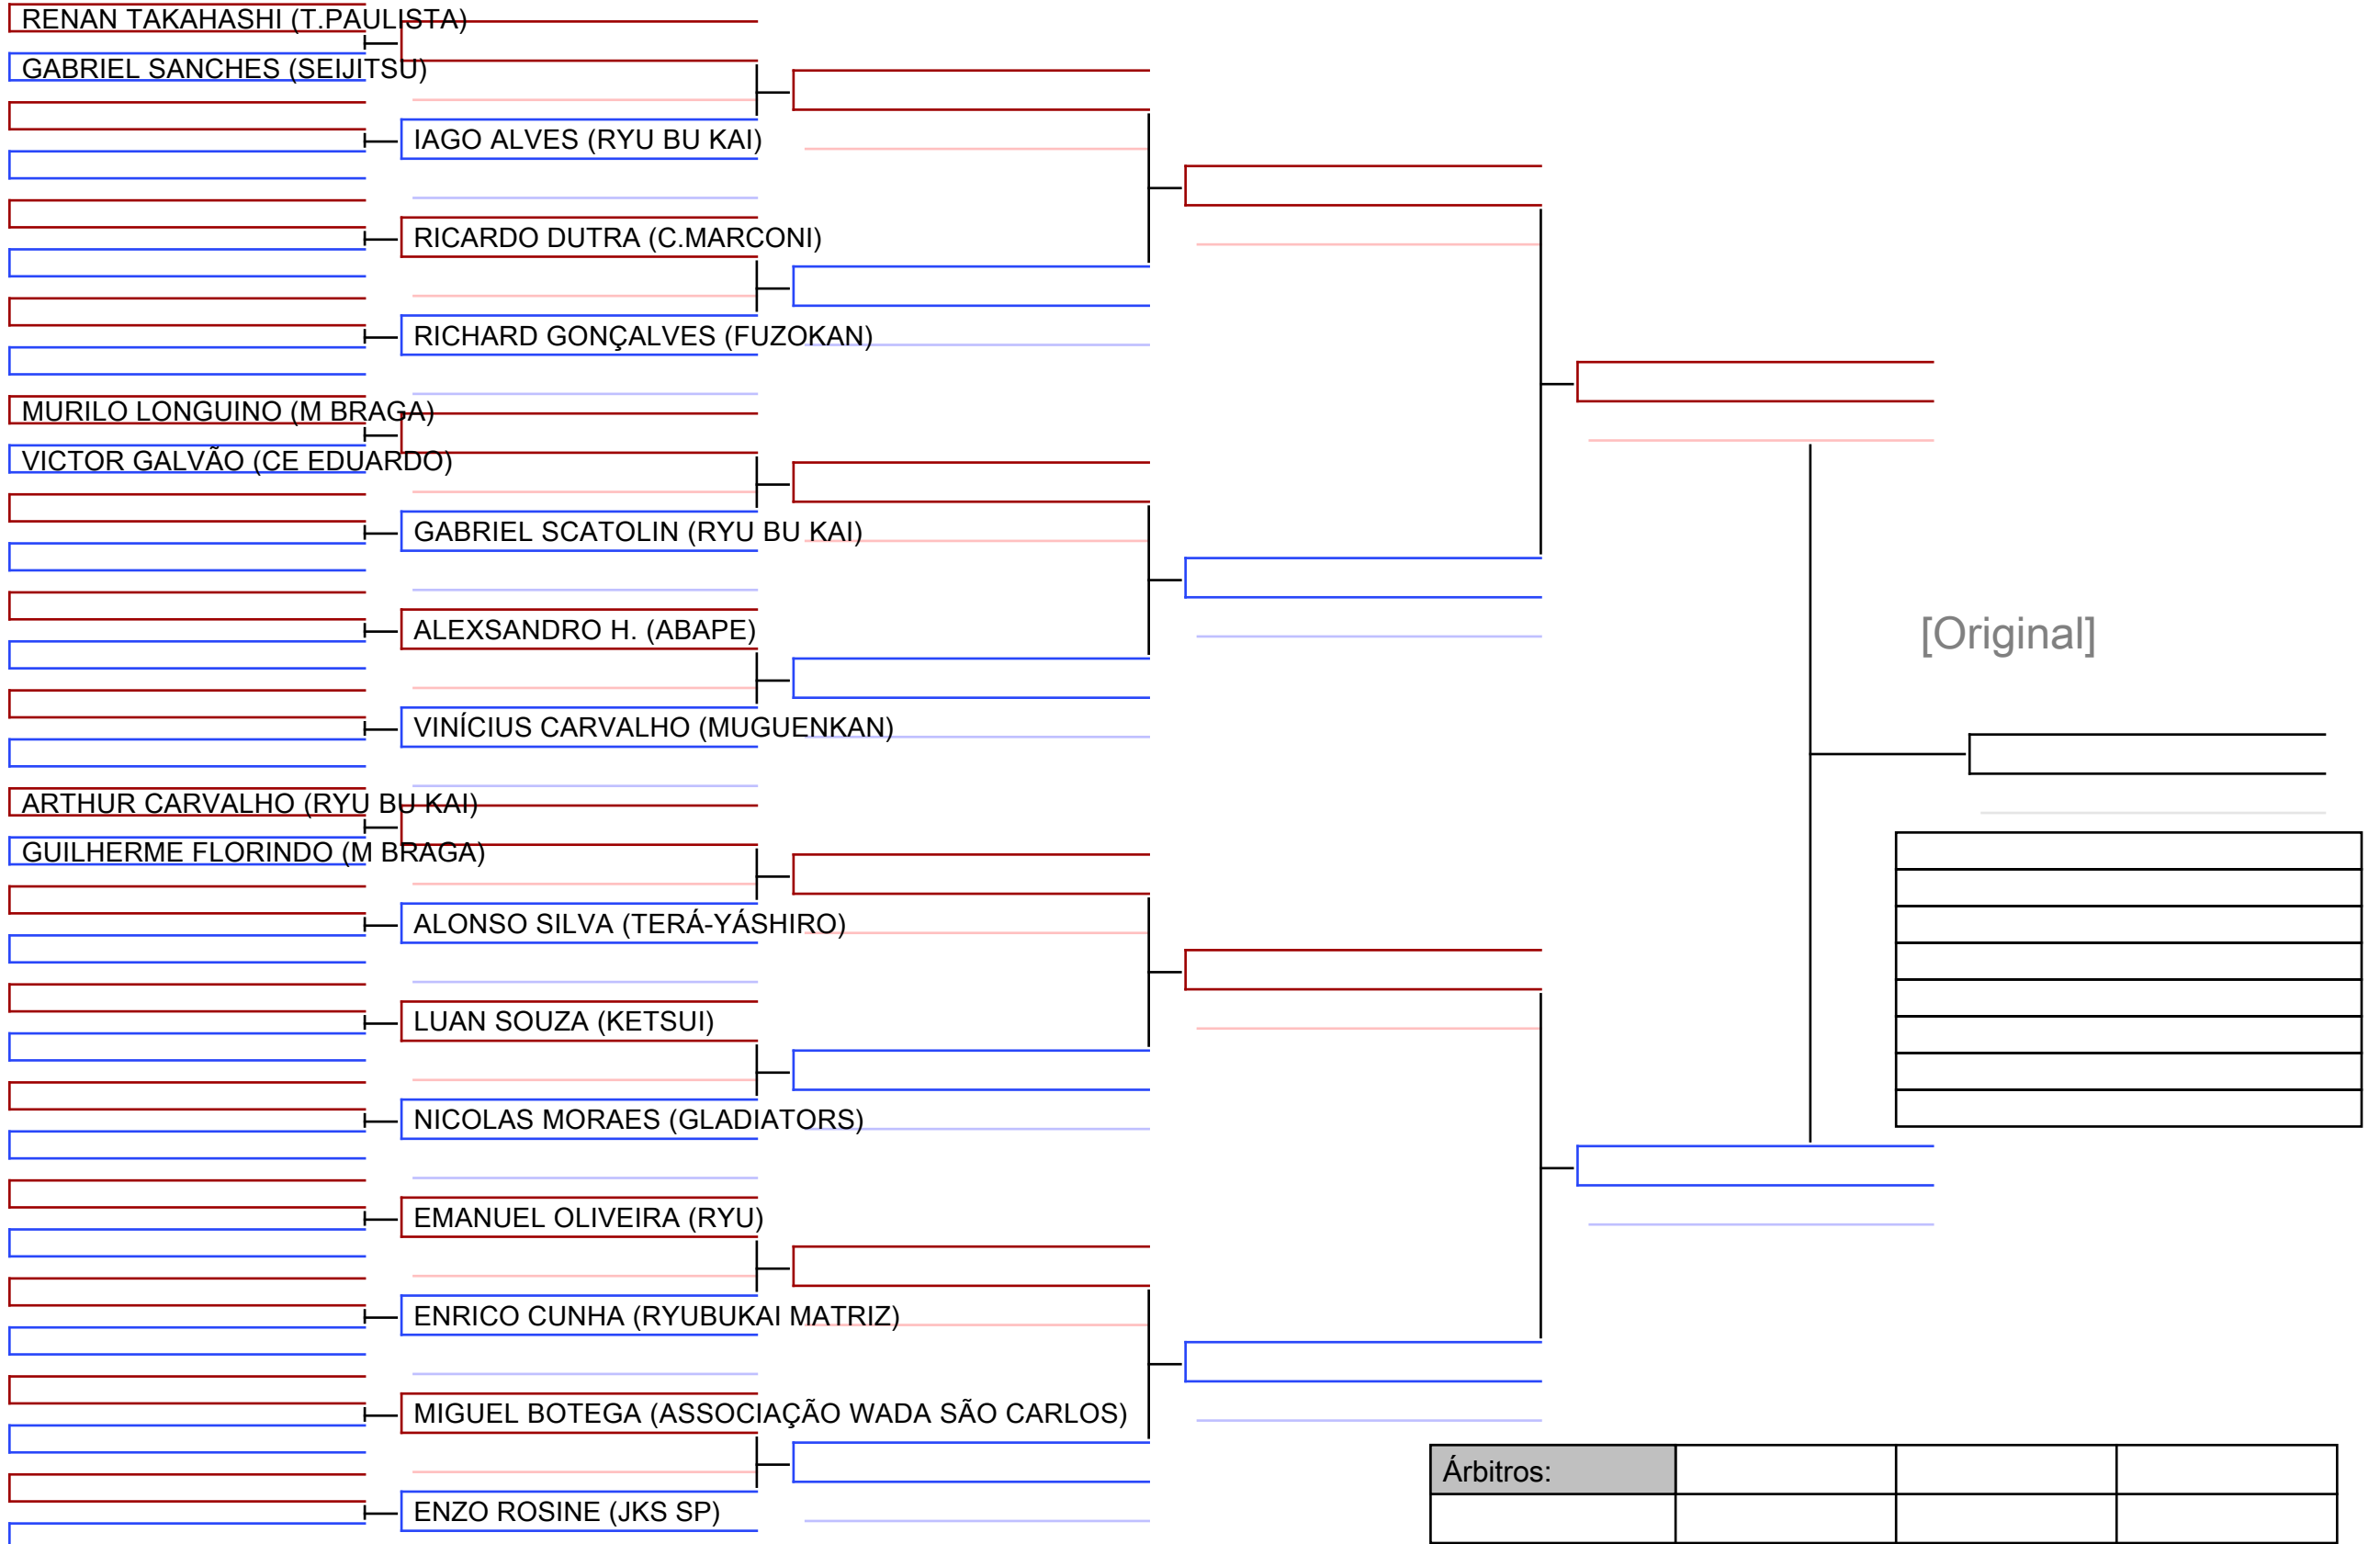 RENAN TAKAHASHI (T.PAULISTA)
GABRIEL SANCHES (SEIJITSU)
IAGO ALVES (RYU BU KAI)
RICARDO DUTRA (C.MARCONI)
RICHARD GONÇALVES (FUZOKAN)
MURILO LONGUINO (M BRAGA)
VICTOR GALVÃO (CE EDUARDO)
GABRIEL SCATOLIN (RYU BU KAI)
ALEXSANDRO H. (ABAPE)
[Original]
VINÍCIUS CARVALHO (MUGUENKAN)
ARTHUR CARVALHO (RYU BU KAI)
GUILHERME FLORINDO (M BRAGA)
ALONSO SILVA (TERÁ-YÁSHIRO)
LUAN SOUZA (KETSUI)
NICOLAS MORAES (GLADIATORS)
EMANUEL OLIVEIRA (RYU)
ENRICO CUNHA (RYUBUKAI MATRIZ)
MIGUEL BOTEGA (ASSOCIAÇÃO WADA SÃO CARLOS)
Árbitros:
ENZO ROSINE (JKS SP)